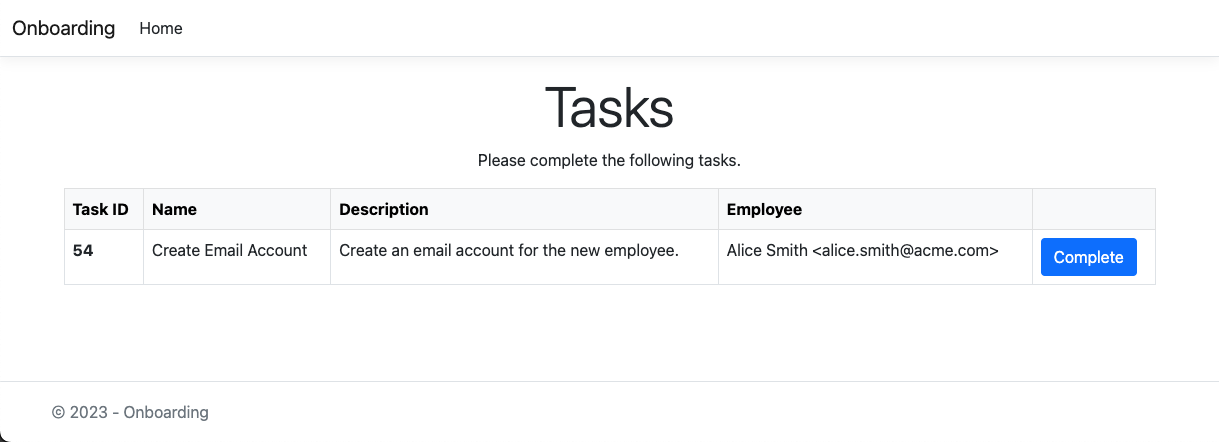 Onboarding Home
Tasks
Please complete the following tasks.
Task ID Name Description Employee
54 Create Email Account Create an email account for the new employee. Alice Smith <alice.smith@acme.com> Complete
© 2023 - Onboarding